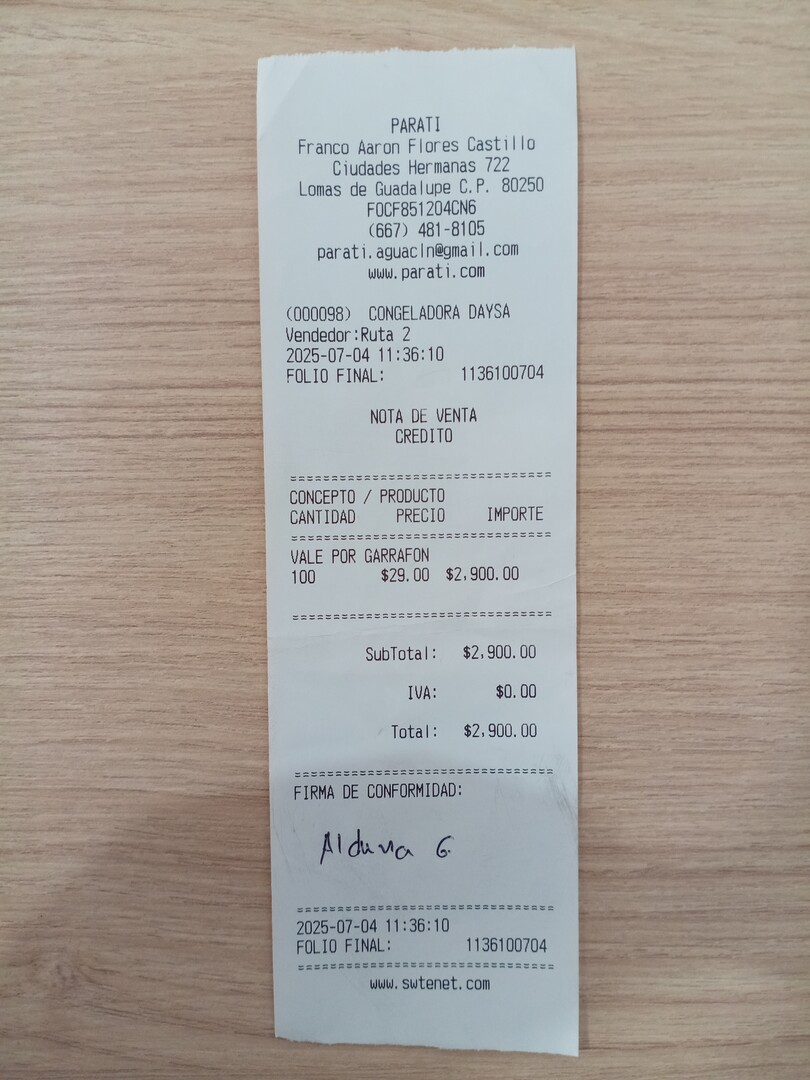 PARATI
Franco Aaron Flores Castillo
Ciudades Hermanas 722
Lomas de Guadalupe C.P. 80250
FOCF851204CN6
(667) 481-8105
parati.aguacln@gmail.com
www.parati.com
(000098) CONGELADORA DAYSA
Vendedor:Ruta 2
2025-07-04 11:36:10
FOLIO FINAL: 1136100704
NOTA DE VENTA
CREDITO
==============================
CONCEPTO / PRODUCTO
CANTIDAD PRECIO IMPORTE
==============================
VALE POR GARRAFON
100 $29.00 $2,900.00
==============================
SubTotal: $2,900.00
IVA: $0.00
Total: $2,900.00
==============================
FIRMA DE CONFORMIDAD:
G
==============================
2025-07-04 11:36:10
FOLIO FINAL: 1136100704
==============================
www.swtenet.com